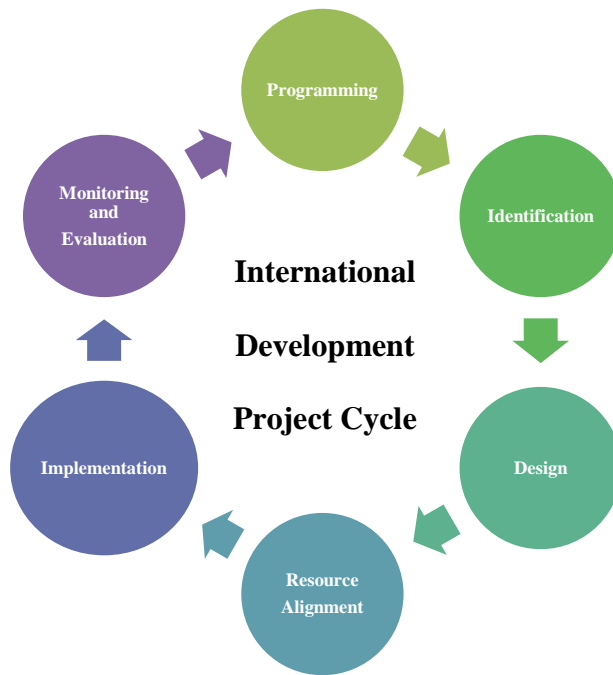 Programming
Identification
Design
Resource
Alignment
Implementation
Monitoring
and
Evaluation
International
Development
Project Cycle